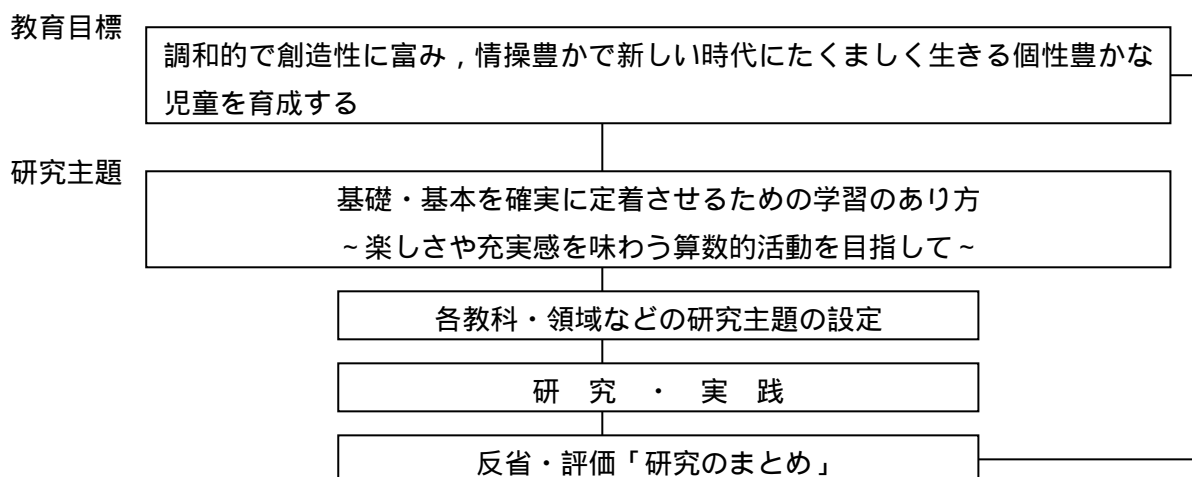 教育目標
調和的で創造性に富み，情操豊かで新しい時代にたくましく生きる個性豊かな
児童を育成する
研究主題
基礎・基本を確実に定着させるための学習のあり方
~楽しさや充実感を味わう算数的活動を目指して~
各教科・領域などの研究主題の設定
研　究　・　実　践
反省・評価「研究のまとめ」